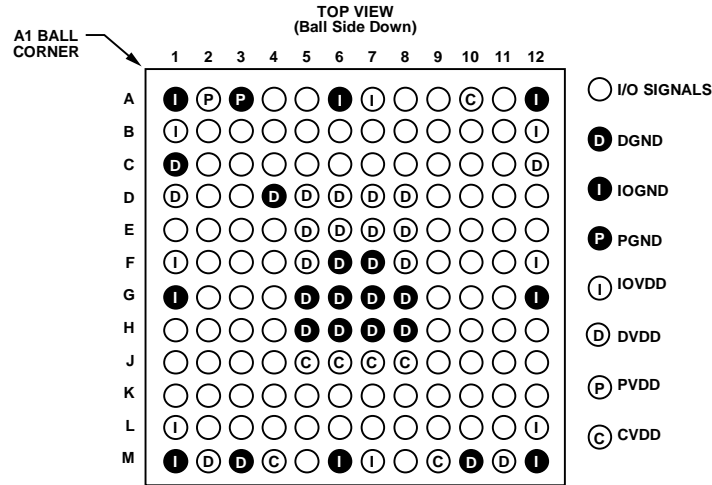 TOP VIEW
(Ball Side Down)
A1 BALL
CORNER
1 2 3 4 5 6 7 8 9 10 11 12
A I P P I I C I
B I I
C D D
D D D D D D D
E D D D D
F I D D D D I
G I D D D D I
H D D D D
J C C C C
K
L I I
M I D D C I I C D D I
I/O SIGNALS
D DGND
I IOGND
P PGND
I IOVDD
D DVDD
P PVDD
C CVDD